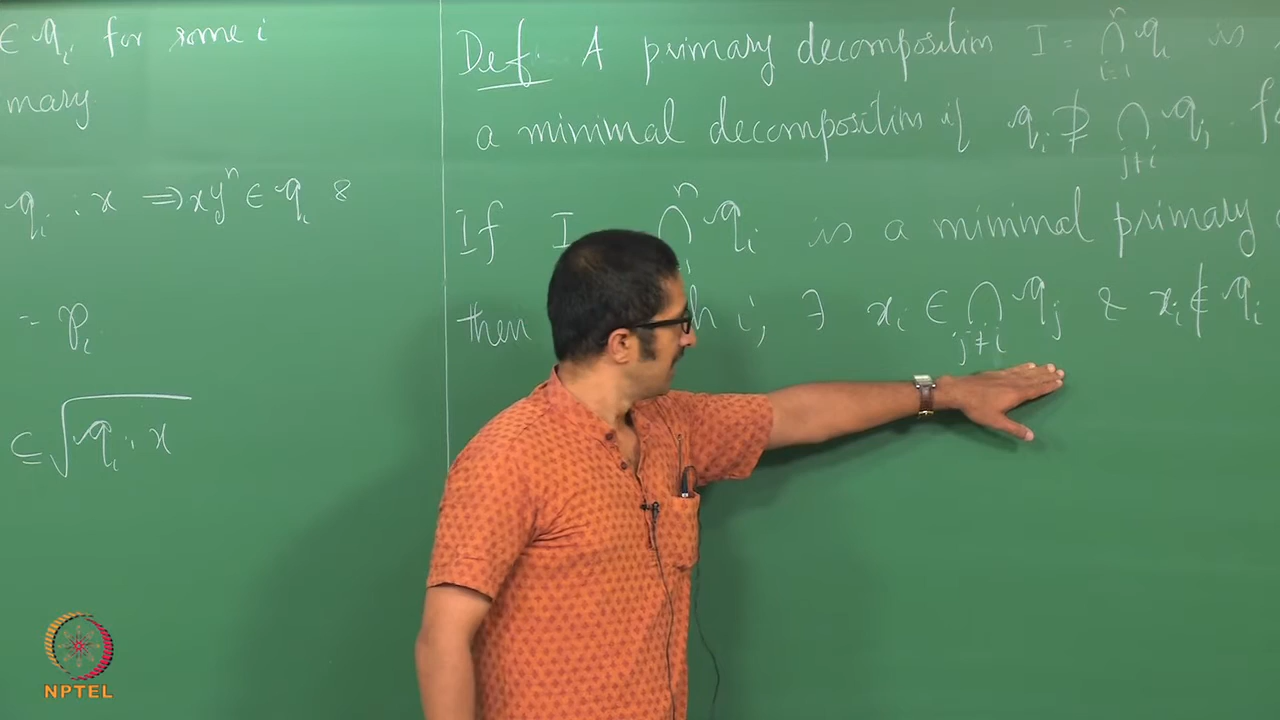 ∈ q_i for some i
mary
q_i : x ⇒ xy^n ∈ q_i &
= p_i
⊆ √(q_i : x)
Def: A primary decomposition I = ⋂_{i=1}^{n} q_i is
a minimal decomposition if q_i ⊉ ⋂_{j≠i} q_j
If I ⋂^{n} q_i is a minimal primary
then i, ∃ x_i ∈ ⋂_{j≠i} q_j & x_i ∉ q_i
NPTEL